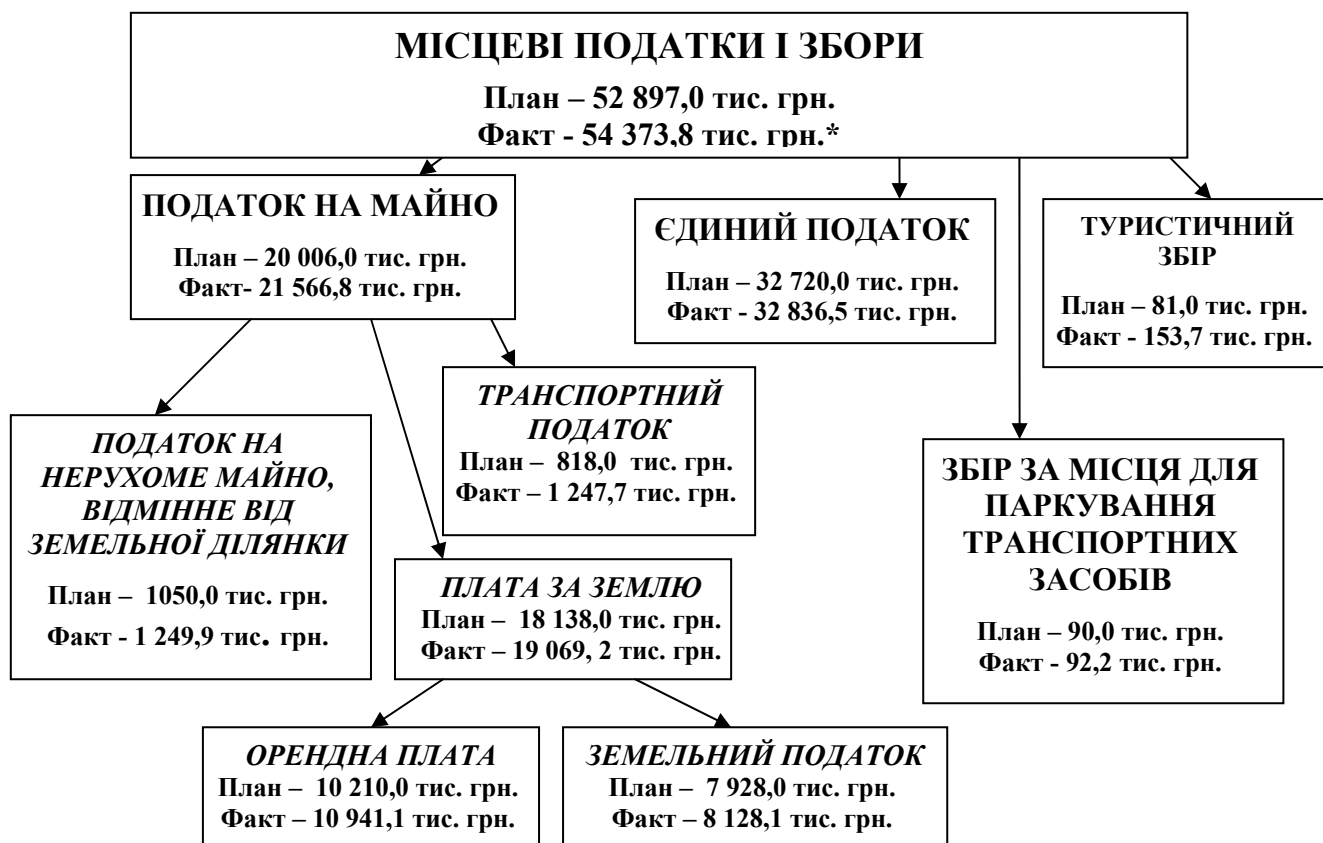 МІСЦЕВІ ПОДАТКИ І ЗБОРИ
План – 52 897,0 тис. грн.
Факт - 54 373,8 тис. грн.*
ПОДАТОК НА МАЙНО
План – 20 006,0 тис. грн.
Факт- 21 566,8 тис. грн.
ЄДИНИЙ ПОДАТОК
План – 32 720,0 тис. грн.
Факт - 32 836,5 тис. грн.
ТУРИСТИЧНИЙ
ЗБІР
План – 81,0 тис. грн.
Факт - 153,7 тис. грн.
ПОДАТОК НА
НЕРУХОМЕ МАЙНО,
ВІДМІННЕ ВІД
ЗЕМЕЛЬНОЇ ДІЛЯНКИ
План – 1050,0 тис. грн.
Факт - 1 249,9 тис. грн.
ТРАНСПОРТНИЙ
ПОДАТОК
План – 818,0 тис. грн.
Факт – 1 247,7 тис. грн.
ПЛАТА ЗА ЗЕМЛЮ
План – 18 138,0 тис. грн.
Факт – 19 069, 2 тис. грн.
ЗБІР ЗА МІСЦЯ ДЛЯ
ПАРКУВАННЯ
ТРАНСПОРТНИХ
ЗАСОБІВ
План – 90,0 тис. грн.
Факт - 92,2 тис. грн.
ОРЕНДНА ПЛАТА
План – 10 210,0 тис. грн.
Факт – 10 941,1 тис. грн.
ЗЕМЕЛЬНИЙ ПОДАТОК
План – 7 928,0 тис. грн.
Факт – 8 128,1 тис. грн.